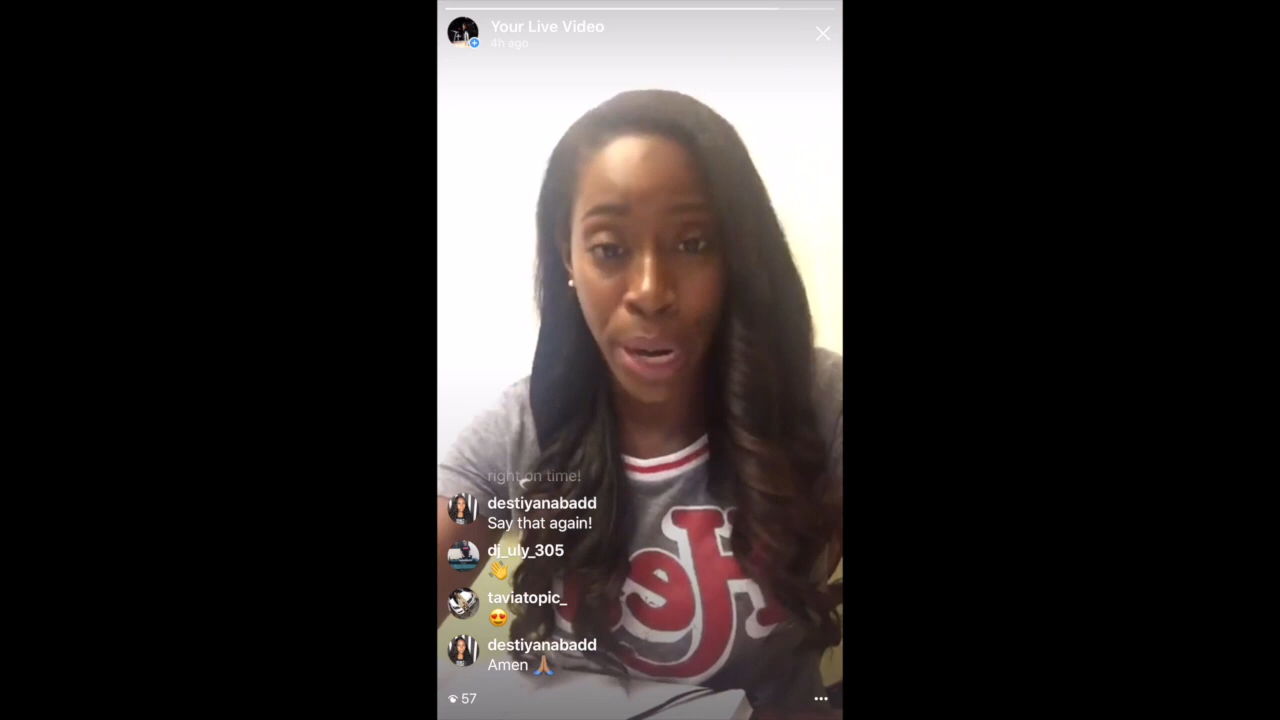 Your Live Video
4h ago
right on time!
destiyanabadd
Say that again!
dj_uly_305
👋
taviatopic_
😍
destiyanabadd
Amen 🙏🏽
57